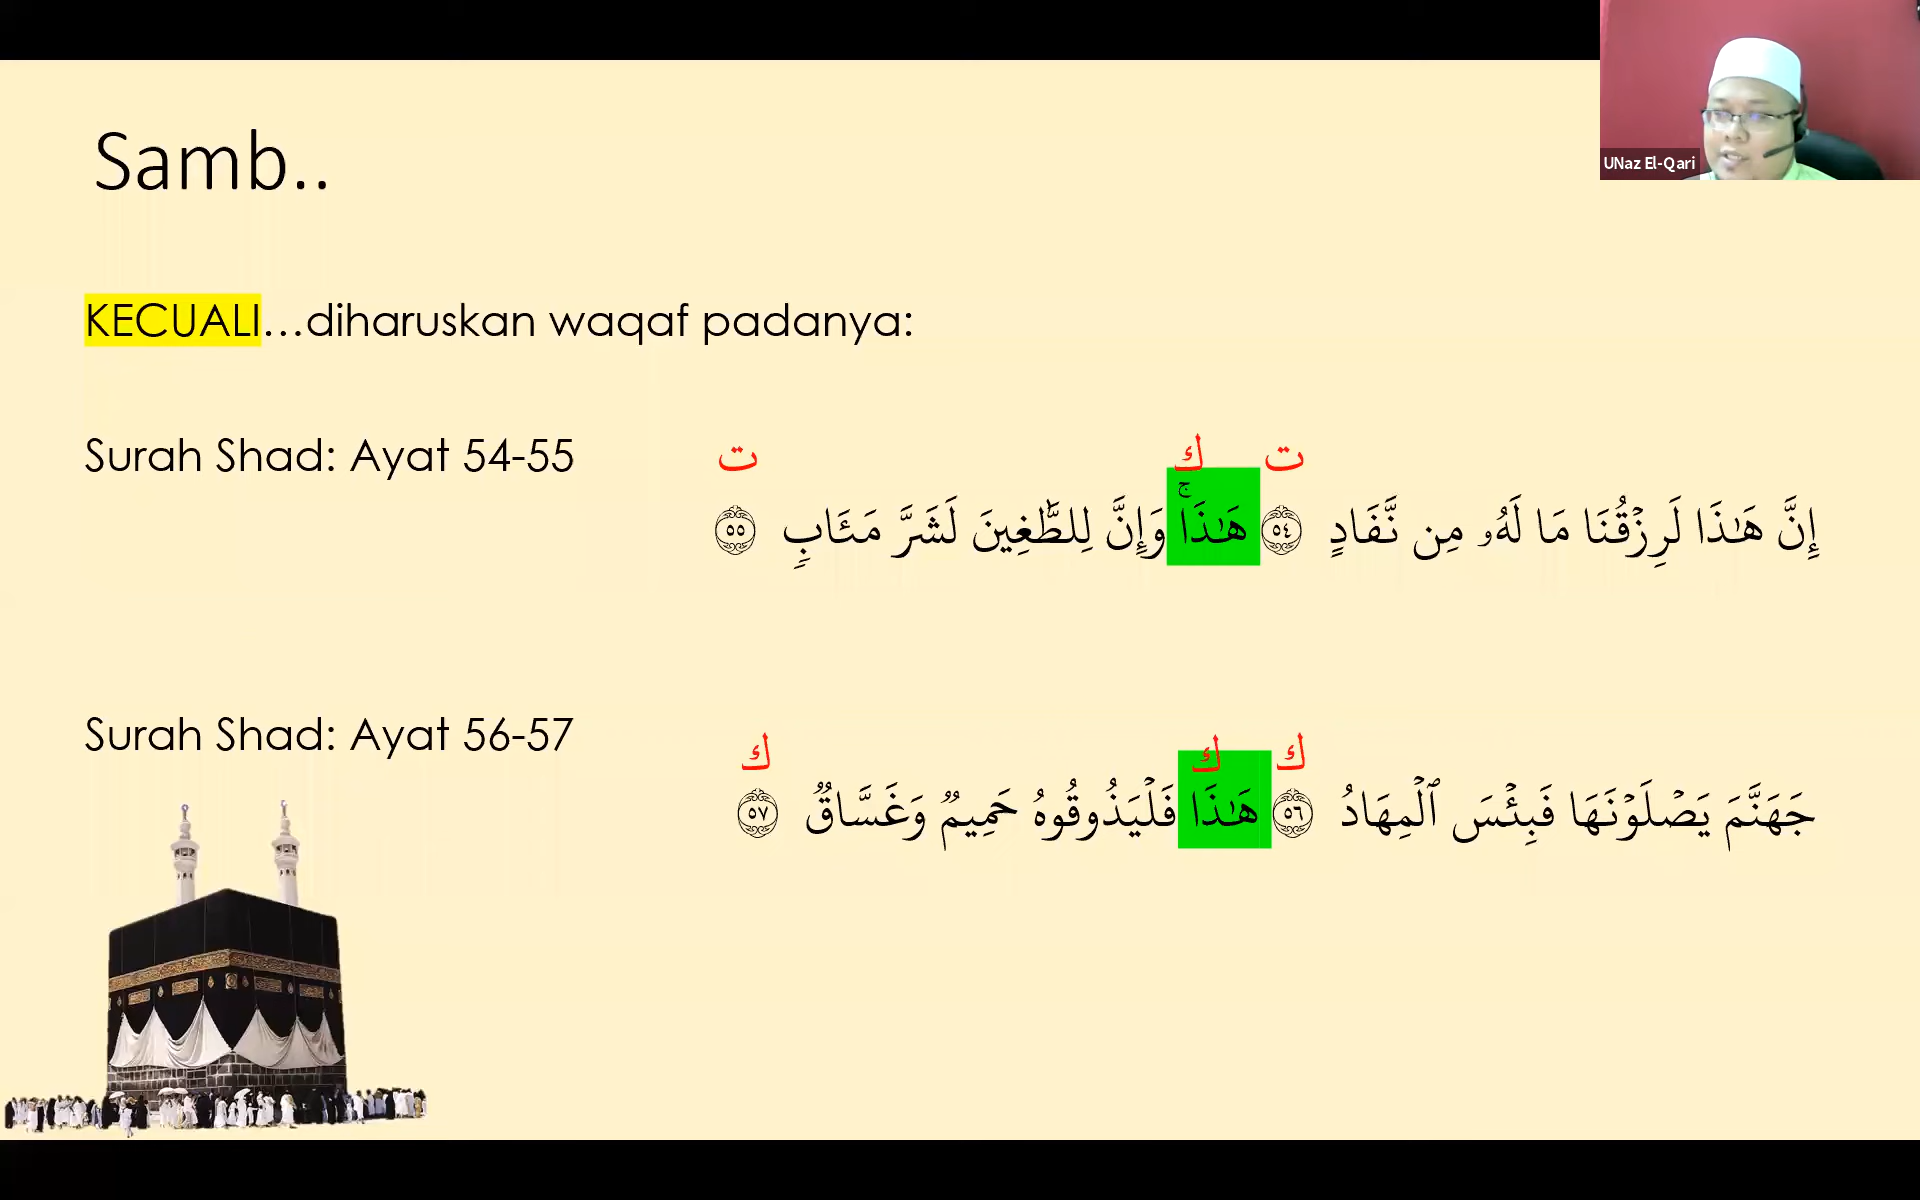 UNaz El-Qari
Samb..
KECUALI...diharuskan waqaf padanya:
Surah Shad: Ayat 54-55
ت ك ت
إِنَّ هَـٰذَا لَرِزْقُنَا مَا لَهُۥ مِن نَّفَادٍ ٥٤ هَـٰذَاۚ وَإِنَّ لِلطَّـٰغِينَ لَشَرَّ مَـَٔابٍ ٥٥
Surah Shad: Ayat 56-57
ك ك ك
جَهَنَّمَ يَصْلَوْنَهَا فَبِئْسَ ٱلْمِهَادُ ٥٦ هَـٰذَا فَلْيَذُوقُوهُ حَمِيمٌ وَغَسَّاقٌ ٥٧